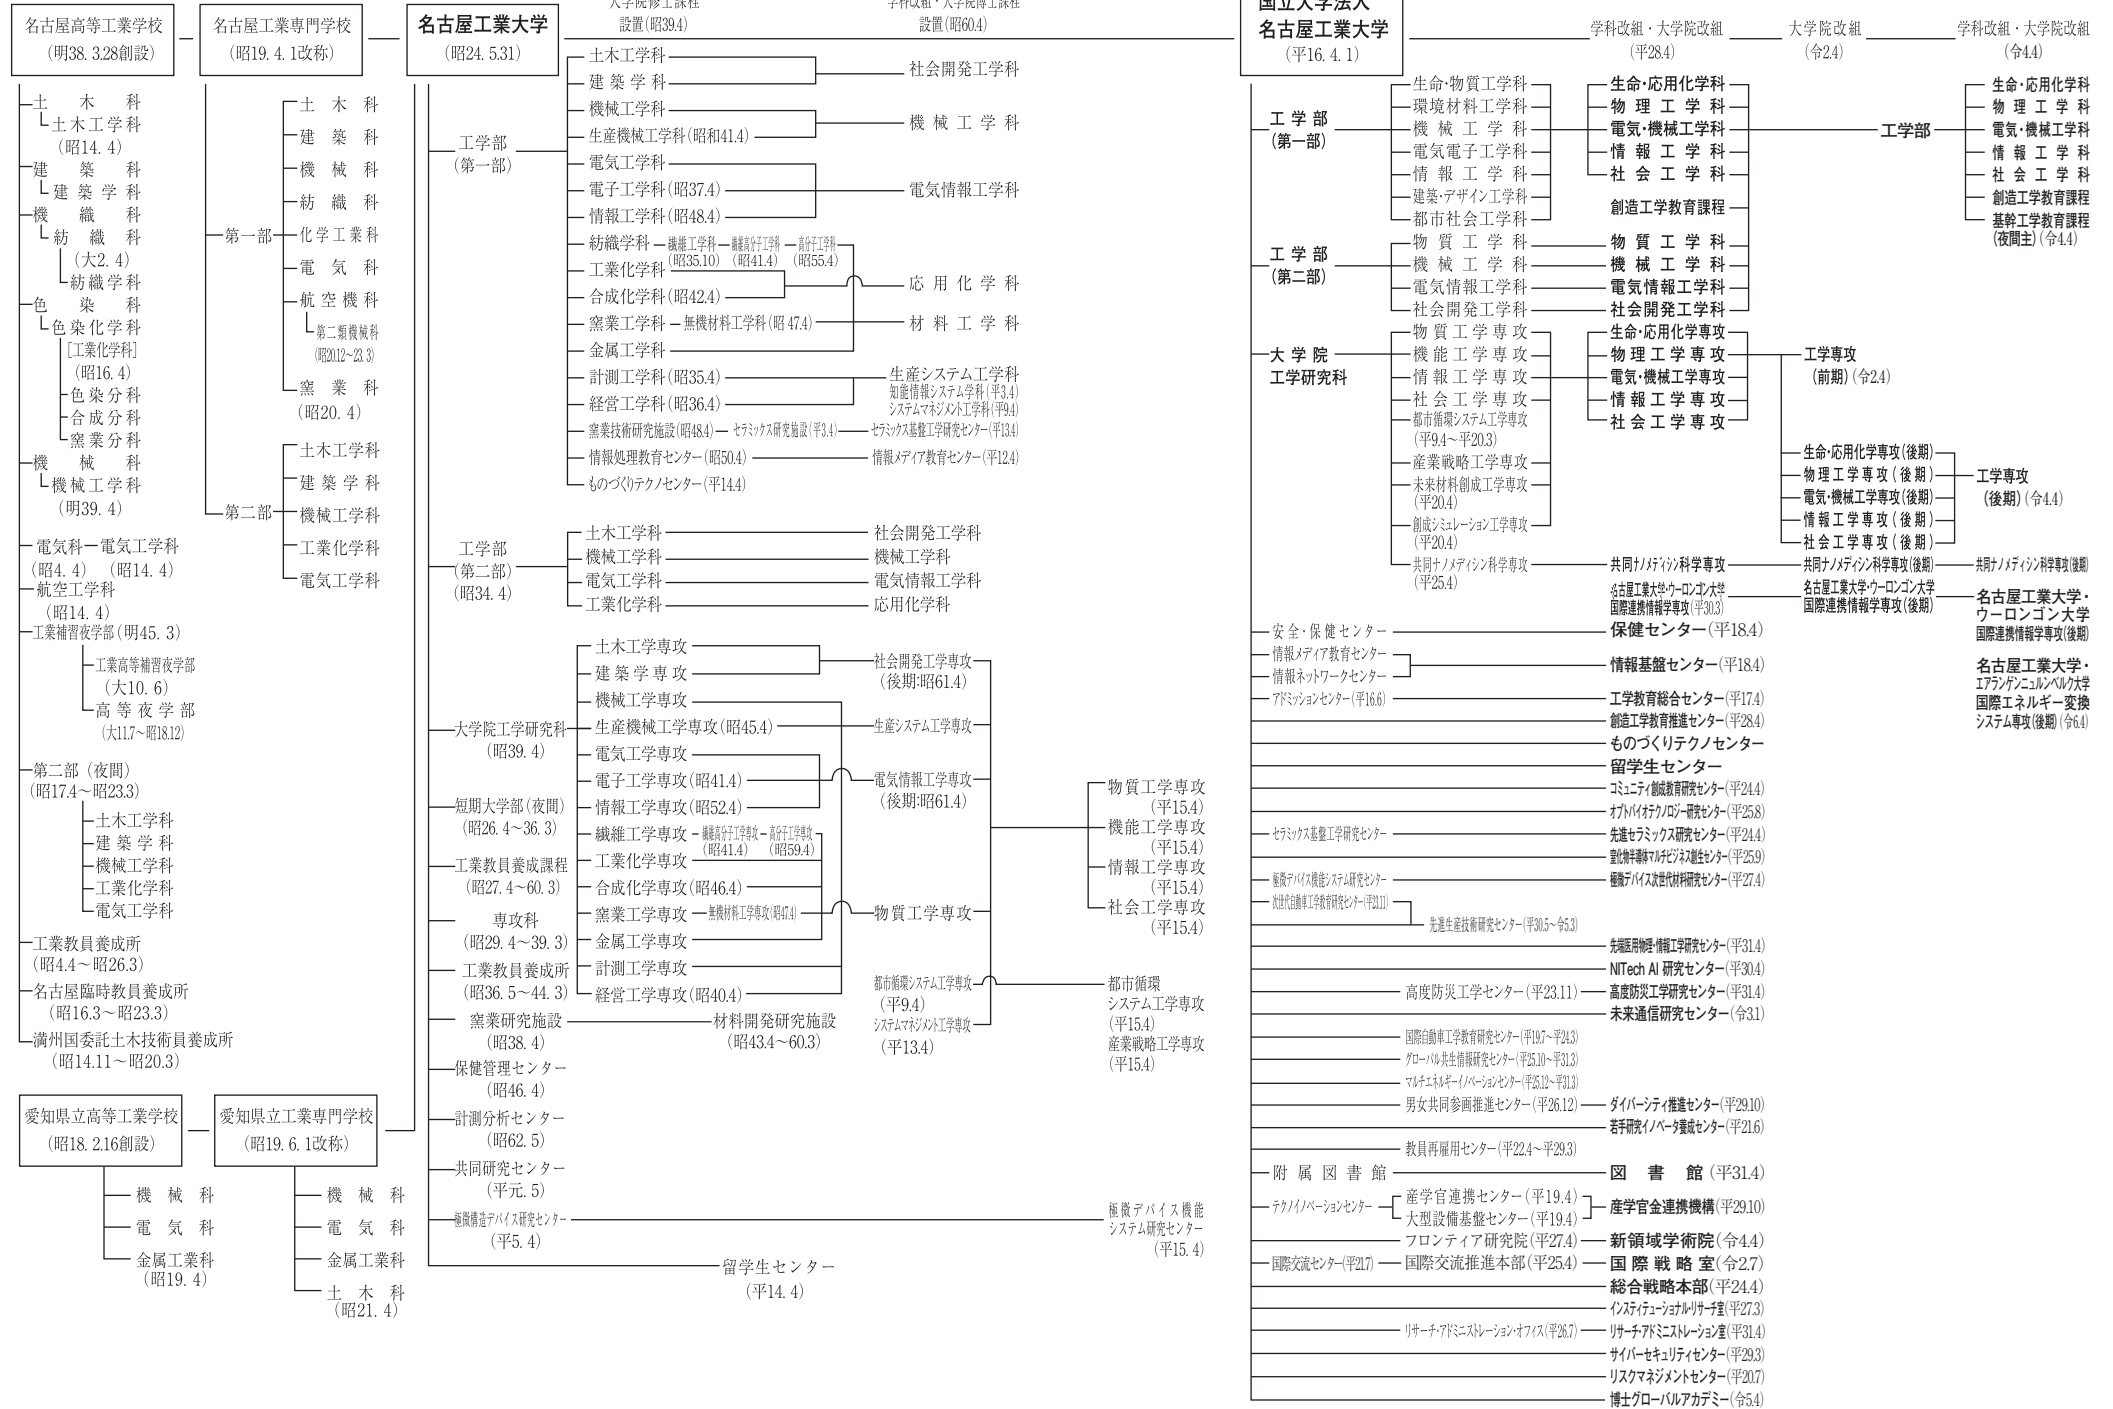 名古屋高等工業学校
(明38. 3.28創設)
土木科
土木工学科
(昭14. 4)
建築科
建築学科
機織科
紡織科
(大2. 4)
紡織学科
色染科
色染化学科
[工業化学科]
(昭16. 4)
色染分科
合成分科
窯業分科
機械科
機械工学科
(明39. 4)
電気科 電気工学科
(昭4. 4) (昭14. 4)
航空工学科
(昭14. 4)
工業補習夜学部(明45. 3)
工業高等補習夜学部
(大10. 6)
高等夜学部
(大11.7～昭18.12)
第二部(夜間)
(昭17.4～昭23.3)
土木工学科
建築学科
機械工学科
工業化学科
電気工学科
工業教員養成所
(昭4.4～昭26.3)
名古屋臨時教員養成所
(昭16.3～昭23.3)
満州国委託土木技術員養成所
(昭14.11～昭20.3)
愛知県立高等工業学校
(昭18. 2.16創設)
機械科
電気科
金属工業科
(昭19. 4)
名古屋工業専門学校
(昭19. 4. 1改称)
第一部
土木科
建築科
機械科
紡織科
化学工業科
電気科
航空機科
第二類機械科
(昭20.12～23. 3)
窯業科
(昭20. 4)
第二部
土木工学科
建築学科
機械工学科
工業化学科
電気工学科
愛知県立工業専門学校
(昭19. 6. 1改称)
機械科
電気科
金属工業科
土木科
(昭21. 4)
名古屋工業大学
(昭24. 5.31)
大学院修士課程
設置(昭39.4)
学科改組・大学院博士課程
設置(昭60.4)
工学部
(第一部)
土木工学科
建築学科
社会開発工学科
機械工学科
生産機械工学科(昭和41.4)
機械工学科
電気工学科
電子工学科(昭37.4)
情報工学科(昭48.4)
電気情報工学科
紡織学科 繊維工学科 繊維高分子工学科 高分子工学科
(昭35.10) (昭41.4) (昭55.4)
工業化学科
合成化学科(昭42.4)
応用化学科
窯業工学科 無機材料工学科(昭 47.4)
材料工学科
金属工学科
計測工学科(昭35.4)
経営工学科(昭36.4)
生産システム工学科
知能情報システム学科(平3.4)
システムマネジメント工学科(平9.4)
窯業技術研究施設(昭48.4) セラミックス研究施設(平3.4) セラミックス基盤工学研究センター(平13.4)
情報処理教育センター(昭50.4) 情報メディア教育センター(平12.4)
ものづくりテクノセンター(平14.4)
工学部
(第二部)
(昭34. 4)
土木工学科 社会開発工学科
機械工学科 機械工学科
電気工学科 電気情報工学科
工業化学科 応用化学科
大学院工学研究科
(昭39. 4)
土木工学専攻
建築学専攻
社会開発工学専攻
(後期:昭61.4)
機械工学専攻
生産機械工学専攻(昭45.4)
生産システム工学専攻
電気工学専攻
電子工学専攻(昭41.4)
情報工学専攻(昭52.4)
電気情報工学専攻
(後期:昭61.4)
繊維工学専攻 繊維高分子工学専攻 高分子工学専攻
(昭41.4) (昭59.4)
工業化学専攻
合成化学専攻(昭46.4)
窯業工学専攻 無機材料工学専攻(昭47.4)
物質工学専攻
金属工学専攻
計測工学専攻
経営工学専攻(昭40.4)
都市循環システム工学専攻
(平9.4)
システムマネジメント工学専攻
(平13.4)
物質工学専攻
(平15.4)
機能工学専攻
(平15.4)
情報工学専攻
(平15.4)
社会工学専攻
(平15.4)
都市循環
システム工学専攻
(平15.4)
産業戦略工学専攻
(平15.4)
短期大学部(夜間)
(昭26. 4～36. 3)
工業教員養成課程
(昭27. 4～60. 3)
専攻科
(昭29. 4～39. 3)
工業教員養成所
(昭36. 5～44. 3)
窯業研究施設
(昭38. 4)
材料開発研究施設
(昭43.4～60.3)
保健管理センター
(昭46. 4)
計測分析センター
(昭62. 5)
共同研究センター
(平元. 5)
極微構造デバイス研究センター
(平5. 4)
極微デバイス機能
システム研究センター
(平15. 4)
留学生センター
(平14. 4)
国立大学法人
名古屋工業大学
(平16. 4. 1)
学科改組・大学院改組
(平28.4)
大学院改組
(令2.4)
学科改組・大学院改組
(令4.4)
工学部
(第一部)
生命・物質工学科
環境材料工学科
機械工学科
電気電子工学科
情報工学科
建築・デザイン工学科
都市社会工学科
生命・応用化学科
物理工学科
電気・機械工学科
情報工学科
社会工学科
創造工学教育課程
工学部
生命・応用化学科
物理工学科
電気・機械工学科
情報工学科
社会工学科
創造工学教育課程
基幹工学教育課程
(夜間主)(令4.4)
工学部
(第二部)
物質工学科
機械工学科
電気情報工学科
社会開発工学科
物質工学科
機械工学科
電気情報工学科
社会開発工学科
大学院
工学研究科
物質工学専攻
機能工学専攻
情報工学専攻
社会工学専攻
都市循環システム工学専攻
(平9.4～平20.3)
産業戦略工学専攻
未来材料創成工学専攻
(平20.4)
創成シミュレーション工学専攻
(平20.4)
共同ナノメディシン科学専攻
(平25.4)
生命・応用化学専攻
物理工学専攻
電気・機械工学専攻
情報工学専攻
社会工学専攻
工学専攻
(前期)(令2.4)
生命・応用化学専攻(後期)
物理工学専攻(後期)
電気・機械工学専攻(後期)
情報工学専攻(後期)
社会工学専攻(後期)
工学専攻
(後期)(令4.4)
共同ナノメディシン科学専攻
共同ナノメディシン科学専攻(後期)
共同ナノメディシン科学専攻(後期)
名古屋工業大学・ウーロンゴン大学
国際連携情報学専攻(平30.3)
名古屋工業大学・ウーロンゴン大学
国際連携情報学専攻(後期)
名古屋工業大学・
ウーロンゴン大学
国際連携情報学専攻(後期)
名古屋工業大学・
エアランゲンニュルンベルク大学
国際エネルギー変換
システム専攻(後期)(令6.4)
安全・保健センター 保健センター(平18.4)
情報メディア教育センター
情報ネットワークセンター
情報基盤センター(平18.4)
アドミッションセンター(平16.6) 工学教育総合センター(平17.4)
創造工学教育推進センター(平28.4)
ものづくりテクノセンター
留学生センター
コミュニティ創成教育研究センター(平24.4)
オプトバイオテクノロジー研究センター(平25.8)
セラミックス基盤工学研究センター 先進セラミックス研究センター(平24.4)
窒化物半導体マルチビジネス創生センター(平25.9)
極微デバイス機能システム研究センター 極微デバイス次世代材料研究センター(平27.4)
次世代自動車工学教育研究センター(平23.11)
先進生産技術研究センター(平30.5～令5.3)
先端医用物理・情報工学研究センター(平31.4)
NITech AI 研究センター(平30.4)
高度防災工学センター(平23.11) 高度防災工学研究センター(平31.4)
未来通信研究センター(令3.1)
国際自動車工学教育研究センター(平19.7～平24.3)
グローバル共生情報研究センター(平25.10～平31.3)
マルチエネルギーイノベーションセンター(平25.12～平31.3)
男女共同参画推進センター(平26.12) ダイバーシティ推進センター(平29.10)
若手研究イノベータ養成センター(平21.6)
教員再雇用センター(平22.4～平29.3)
附属図書館 図書館(平31.4)
テクノイノベーションセンター
産学官連携センター(平19.4)
大型設備基盤センター(平19.4)
産学官金連携機構(平29.10)
フロンティア研究院(平27.4) 新領域学術院(令4.4)
国際交流センター(平21.7) 国際交流推進本部(平25.4) 国際戦略室(令2.7)
総合戦略本部(平24.4)
インスティテューショナル・リサーチ室(平27.3)
リサーチ・アドミニストレーション・オフィス(平26.7) リサーチ・アドミニストレーション室(平31.4)
サイバーセキュリティセンター(平29.3)
リスクマネジメントセンター(平20.7)
博士グローバルアカデミー(令5.4)